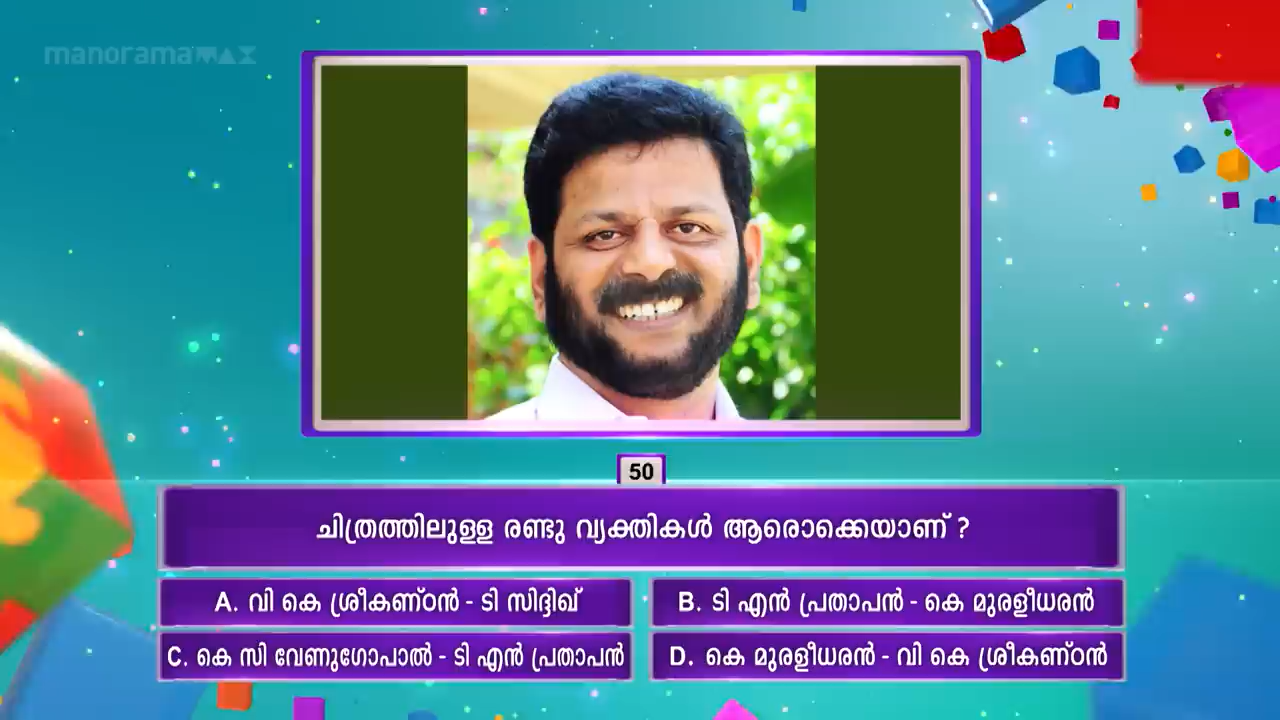 manoramaMAX
50
ചിത്രത്തിലുളള രണ്ടു വ്യക്തികൾ ആരൊക്കെയാണ് ?
A. വി കെ ശ്രീകണ്ഠൻ - ടി സിദ്ദിഖ്
B. ടി എൻ പ്രതാപൻ - കെ മുരളീധരൻ
C. കെ സി വേണുഗോപാൽ - ടി എൻ പ്രതാപൻ
D. കെ മുരളീധരൻ - വി കെ ശ്രീകണ്ഠൻ